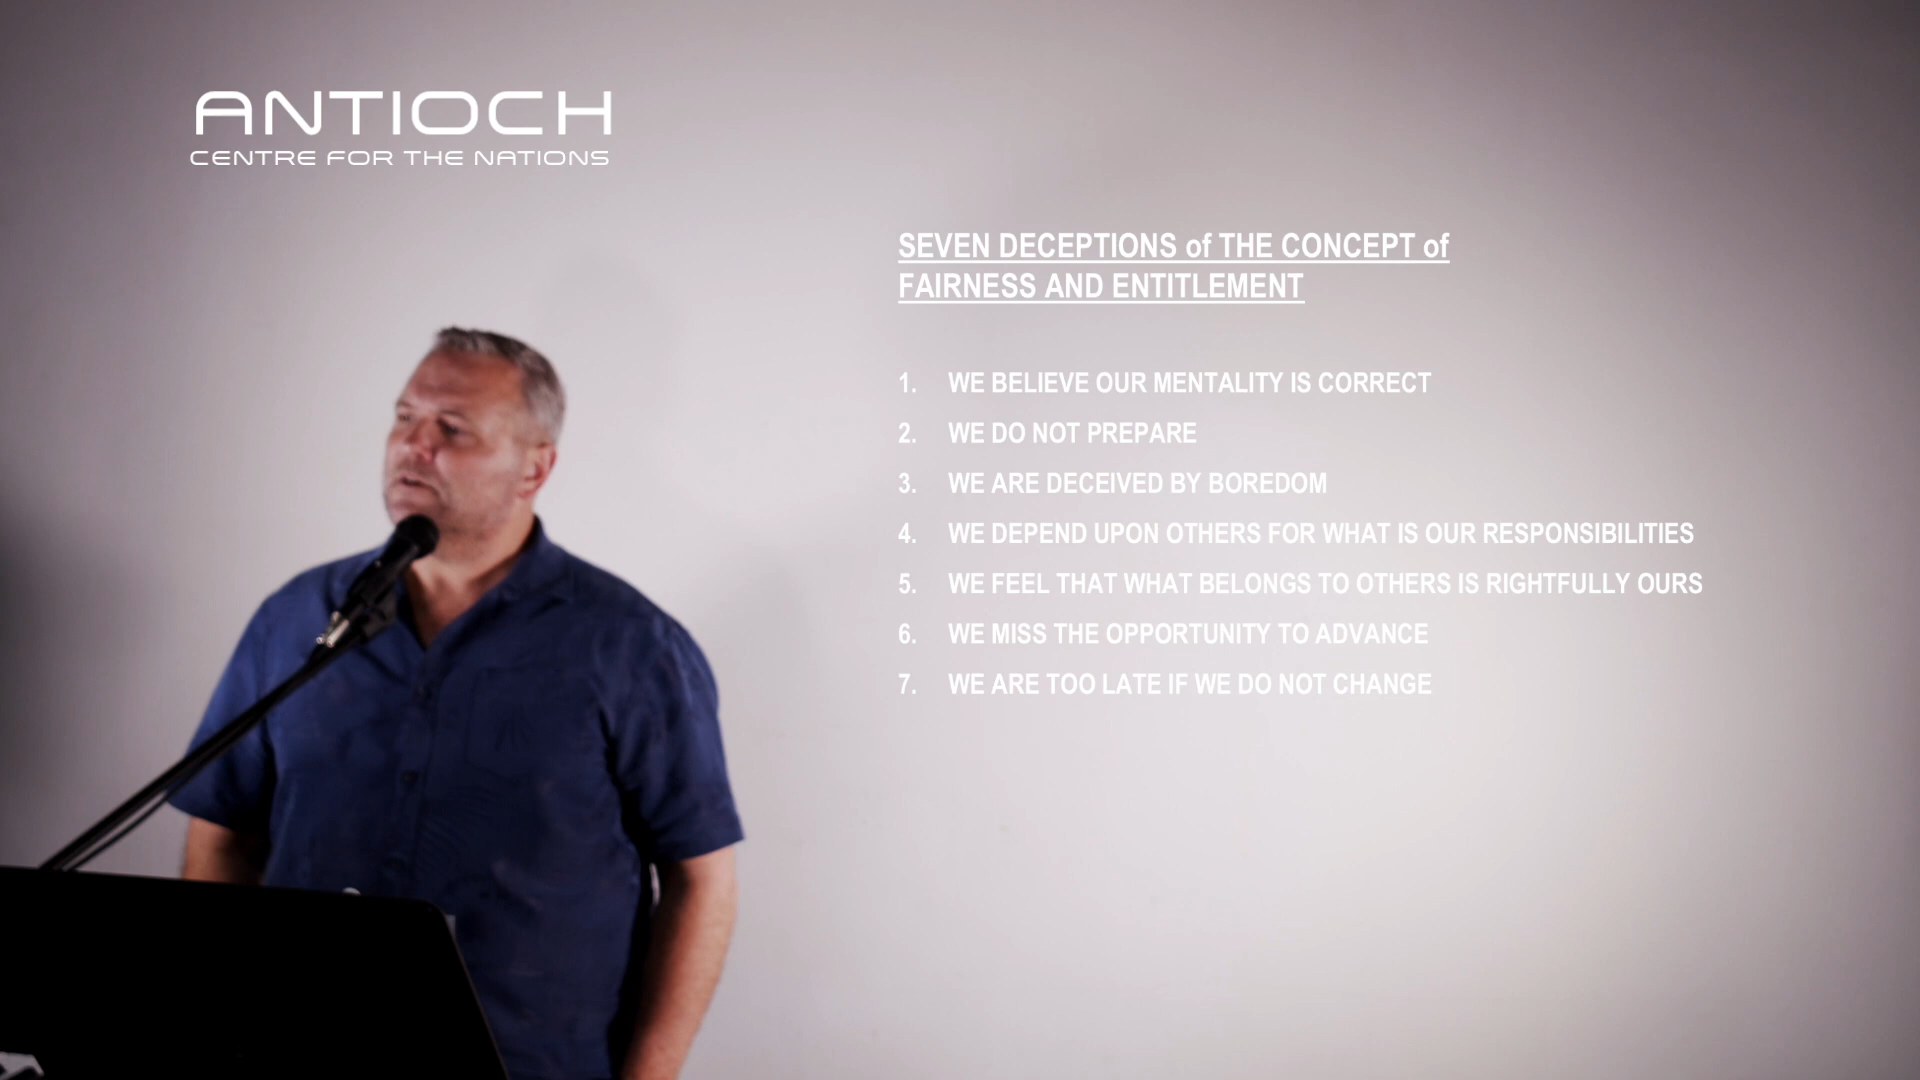 ANTIOCH
CENTRE FOR THE NATIONS
SEVEN DECEPTIONS of THE CONCEPT of
FAIRNESS AND ENTITLEMENT
1. WE BELIEVE OUR MENTALITY IS CORRECT
2. WE DO NOT PREPARE
3. WE ARE DECEIVED BY BOREDOM
4. WE DEPEND UPON OTHERS FOR WHAT IS OUR RESPONSIBILITIES
5. WE FEEL THAT WHAT BELONGS TO OTHERS IS RIGHTFULLY OURS
6. WE MISS THE OPPORTUNITY TO ADVANCE
7. WE ARE TOO LATE IF WE DO NOT CHANGE